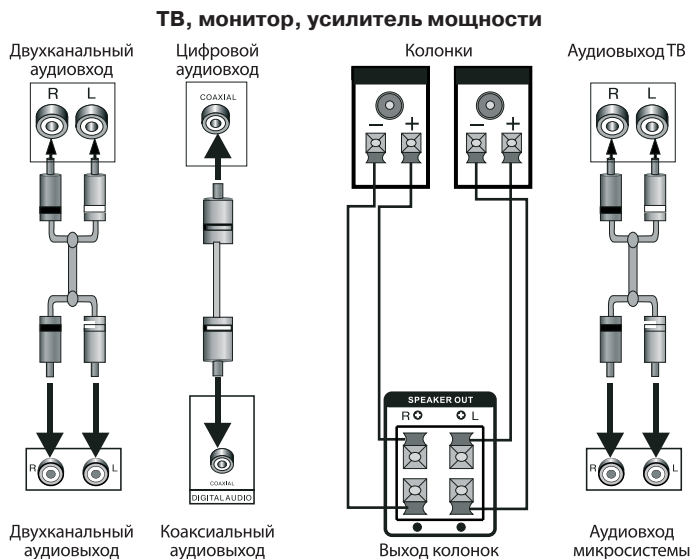 ТВ, монитор, усилитель мощности
Двухканальный
аудиовход
Цифровой
аудиовход
Колонки
Аудиовыход ТВ
R L
COAXIAL
− +
− +
R L
SPEAKER OUT
R L
R L
COAXIAL
DIGITAL AUDIO
R L
Двухканальный
аудиовыход
Коаксиальный
аудиовыход
Выход колонок
Аудиовход
микросистемы